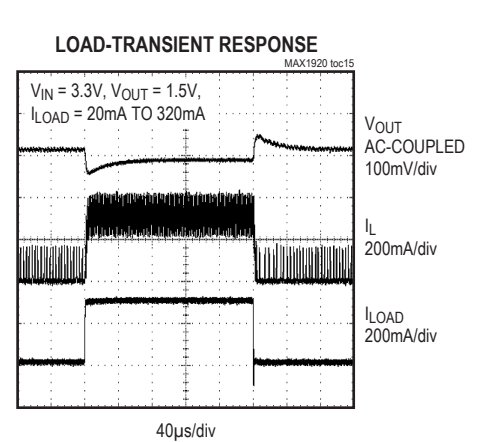 LOAD-TRANSIENT RESPONSE
MAX1920 toc15
VIN = 3.3V, VOUT = 1.5V,
ILOAD = 20mA TO 320mA
VOUT
AC-COUPLED
100mV/div
IL
200mA/div
ILOAD
200mA/div
40µs/div